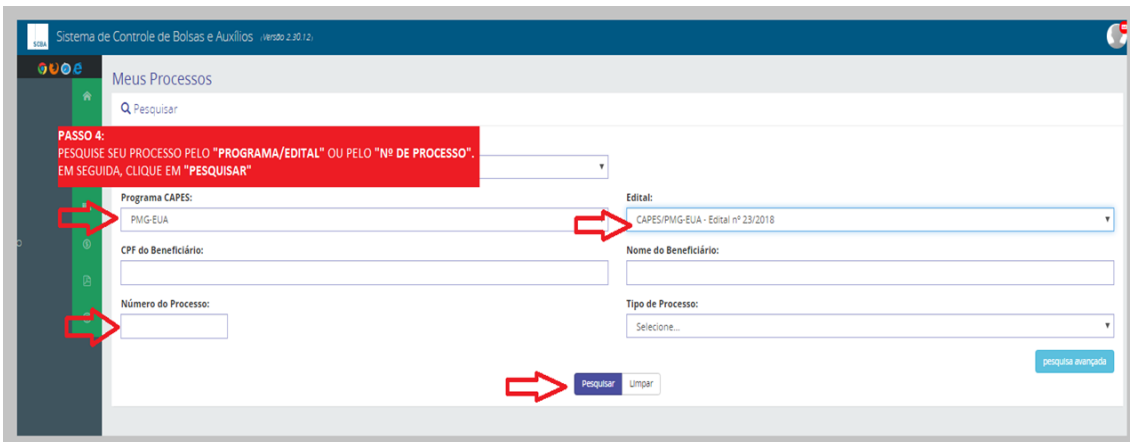 SCBA
Sistema de Controle de Bolsas e Auxílios (Versão 2.30.12)
Meus Processos
Pesquisar
PASSO 4:
PESQUISE SEU PROCESSO PELO "PROGRAMA/EDITAL" OU PELO "Nº DE PROCESSO".
EM SEGUIDA, CLIQUE EM "PESQUISAR"
Programa CAPES:
PMG-EUA
Edital:
CAPES/PMG-EUA - Edital nº 23/2018
CPF do Beneficiário:
Nome do Beneficiário:
Número do Processo:
Tipo de Processo:
Selecione...
pesquisa avançada
Pesquisar
Limpar